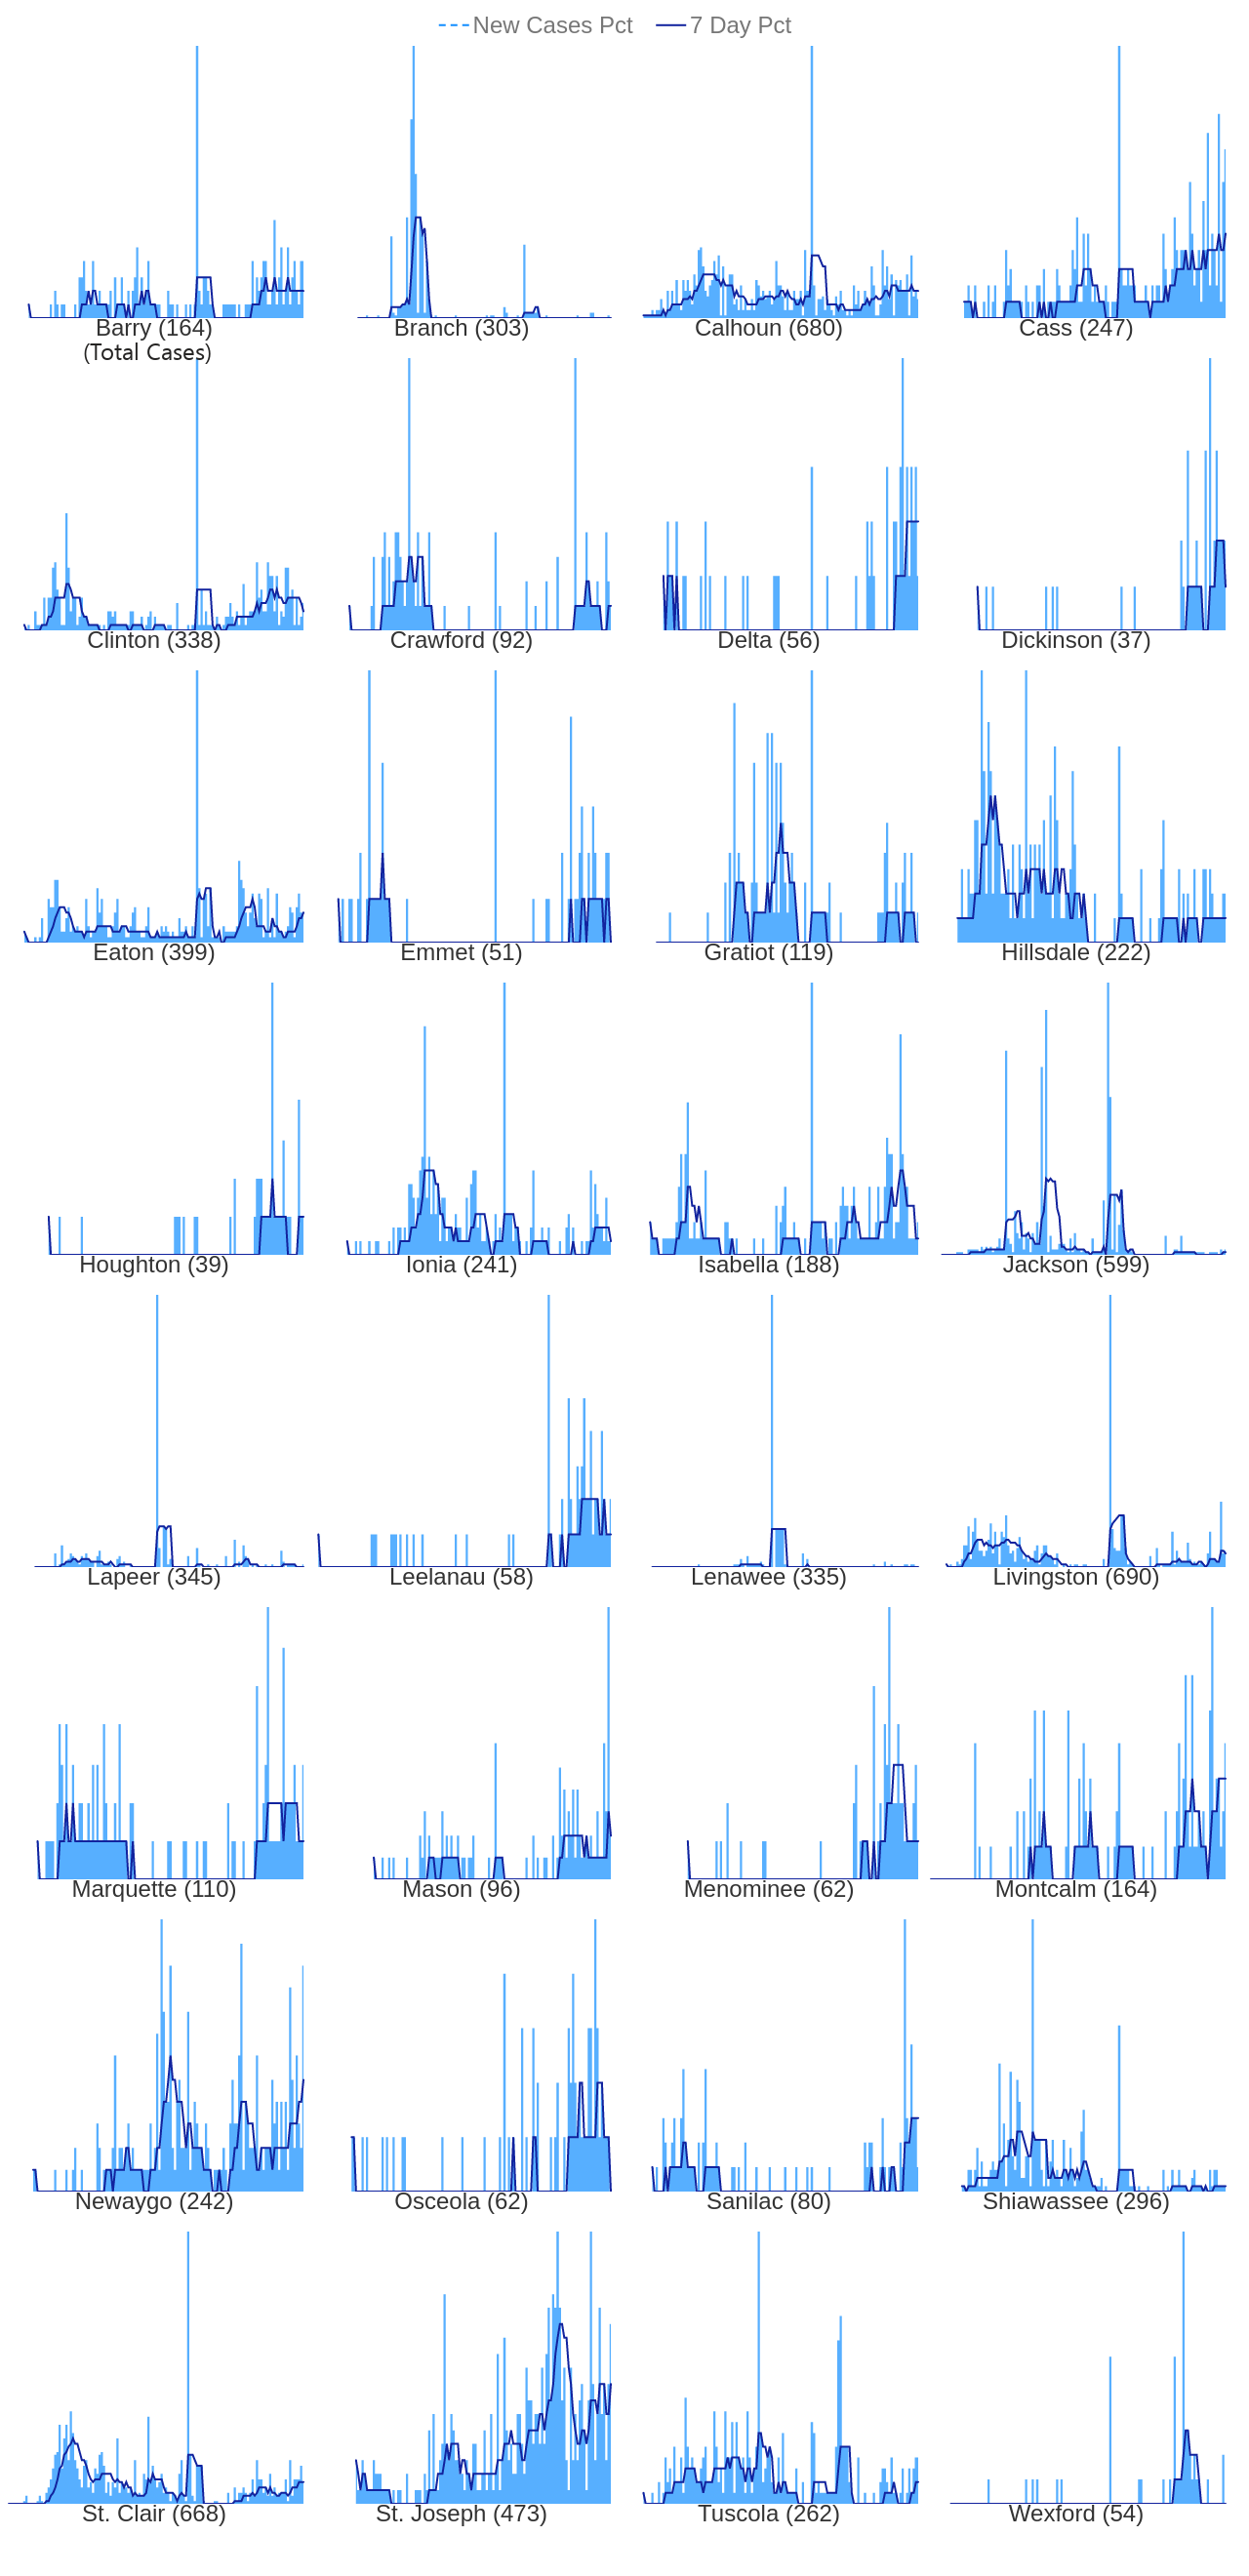 New Cases Pct 7 Day Pct
Barry (164) Branch (303) Calhoun (680) Cass (247)
(Total Cases)
Clinton (338) Crawford (92) Delta (56) Dickinson (37)
Eaton (399) Emmet (51) Gratiot (119) Hillsdale (222)
Houghton (39) Ionia (241) Isabella (188) Jackson (599)
Lapeer (345) Leelanau (58) Lenawee (335) Livingston (690)
Marquette (110) Mason (96) Menominee (62) Montcalm (164)
Newaygo (242) Osceola (62) Sanilac (80) Shiawassee (296)
St. Clair (668) St. Joseph (473) Tuscola (262) Wexford (54)